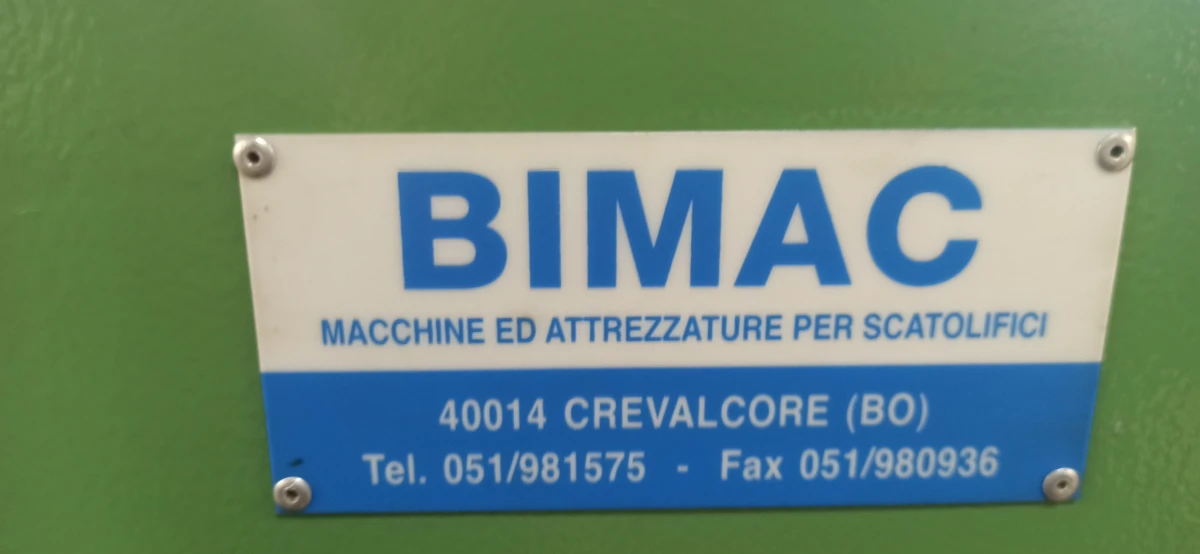 BIMAC
MACCHINE ED ATTREZZATURE PER SCATOLIFICI
40014 CREVALCORE (BO)
Tel. 051/981575 - Fax 051/980936